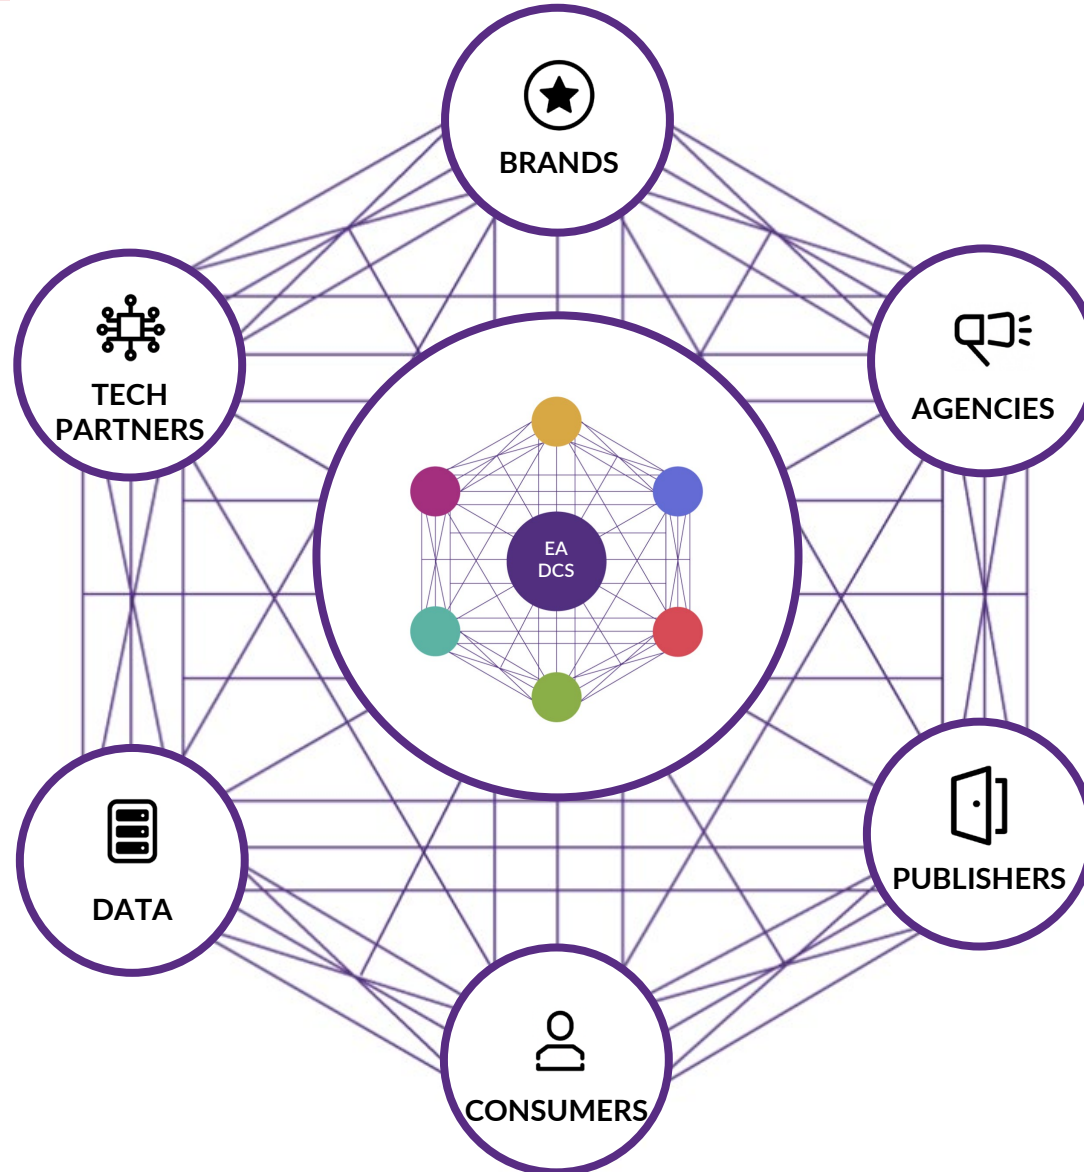 BRANDS
TECH
PARTNERS
AGENCIES
EA
DCS
DATA
PUBLISHERS
CONSUMERS